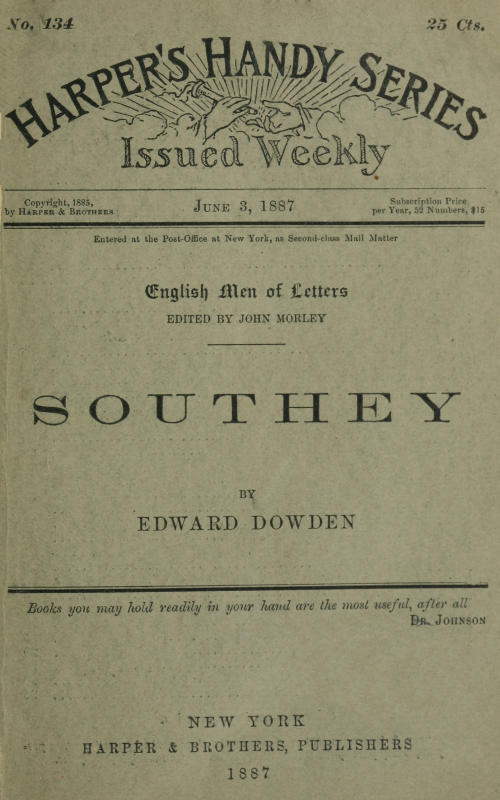 No. 134
25 Cts.
HARPER'S HANDY SERIES
Issued Weekly
Copyright, 1885,
by HARPER & BROTHERS
JUNE 3, 1887
Subscription Price
per Year, 52 Numbers, $15
Entered at the Post-Office at New York, as Second-class Mail Matter
English Men of Letters
EDITED BY JOHN MORLEY
SOUTHEY
BY
EDWARD DOWDEN
Books you may hold readily in your hand are the most useful, after all
DR. JOHNSON
NEW YORK
HARPER & BROTHERS, PUBLISHERS
1887